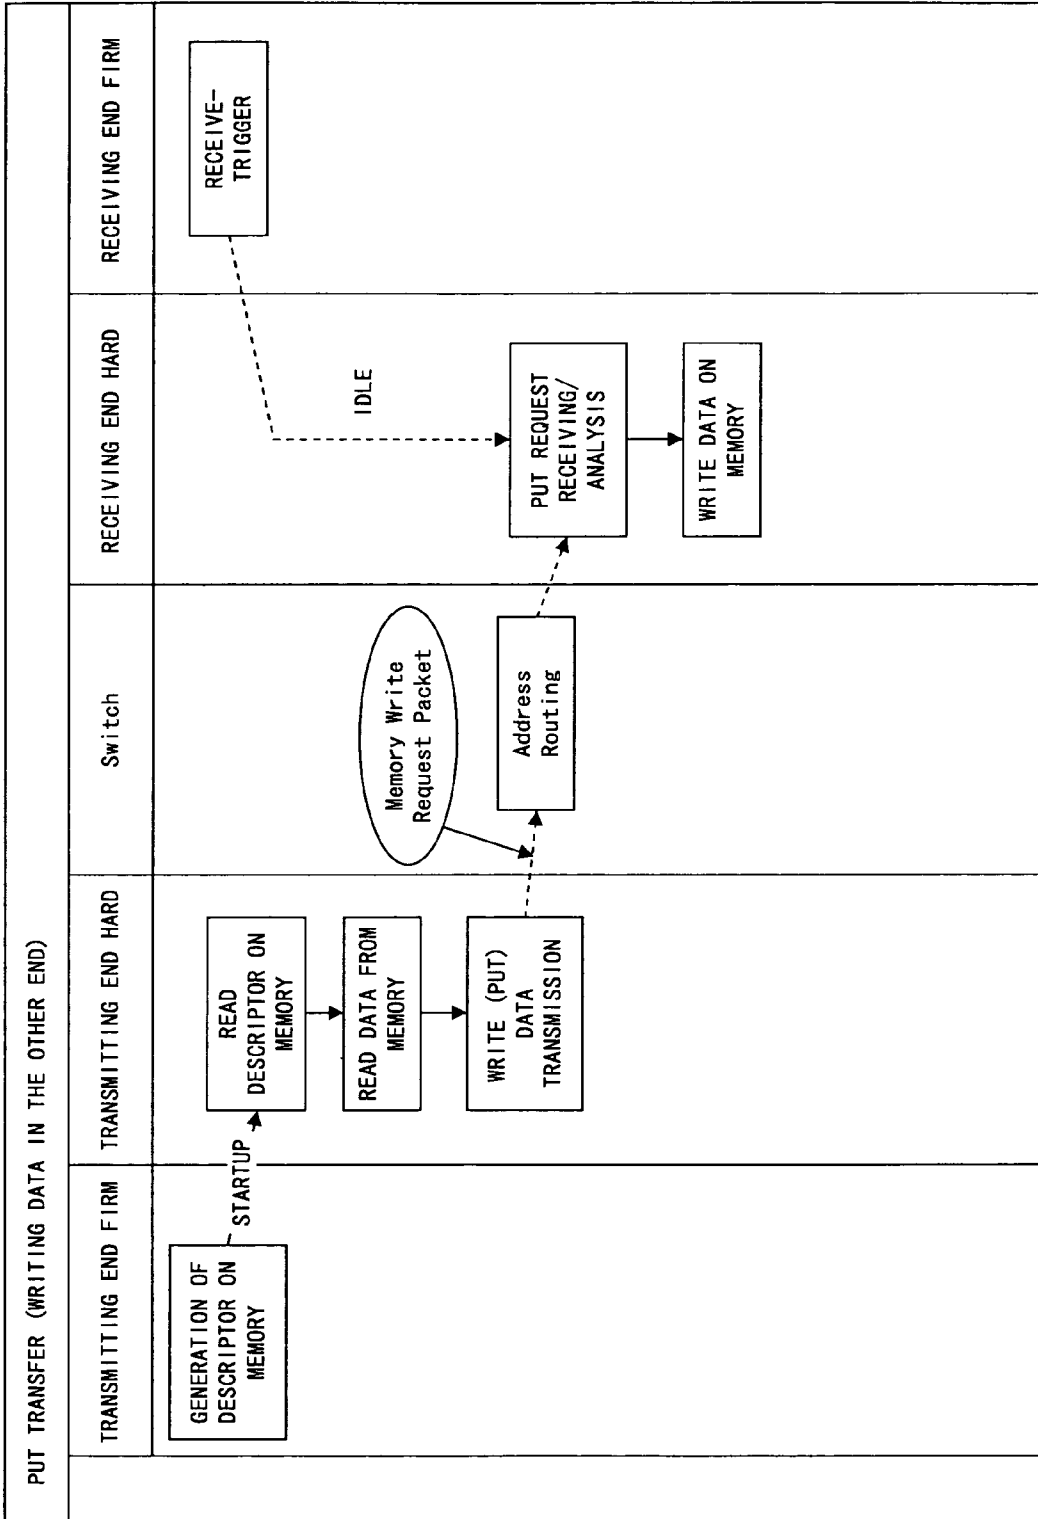 PUT TRANSFER (WRITING DATA IN THE OTHER END)
TRANSMITTING END FIRM
TRANSMITTING END HARD
Switch
RECEIVING END HARD
RECEIVING END FIRM
GENERATION OF
DESCRIPTOR ON
MEMORY
STARTUP
READ
DESCRIPTOR ON
MEMORY
READ DATA FROM
MEMORY
WRITE (PUT)
DATA
TRANSMISSION
Memory Write
Request Packet
Address
Routing
IDLE
PUT REQUEST
RECEIVING/
ANALYSIS
WRITE DATA ON
MEMORY
RECEIVE-
TRIGGER